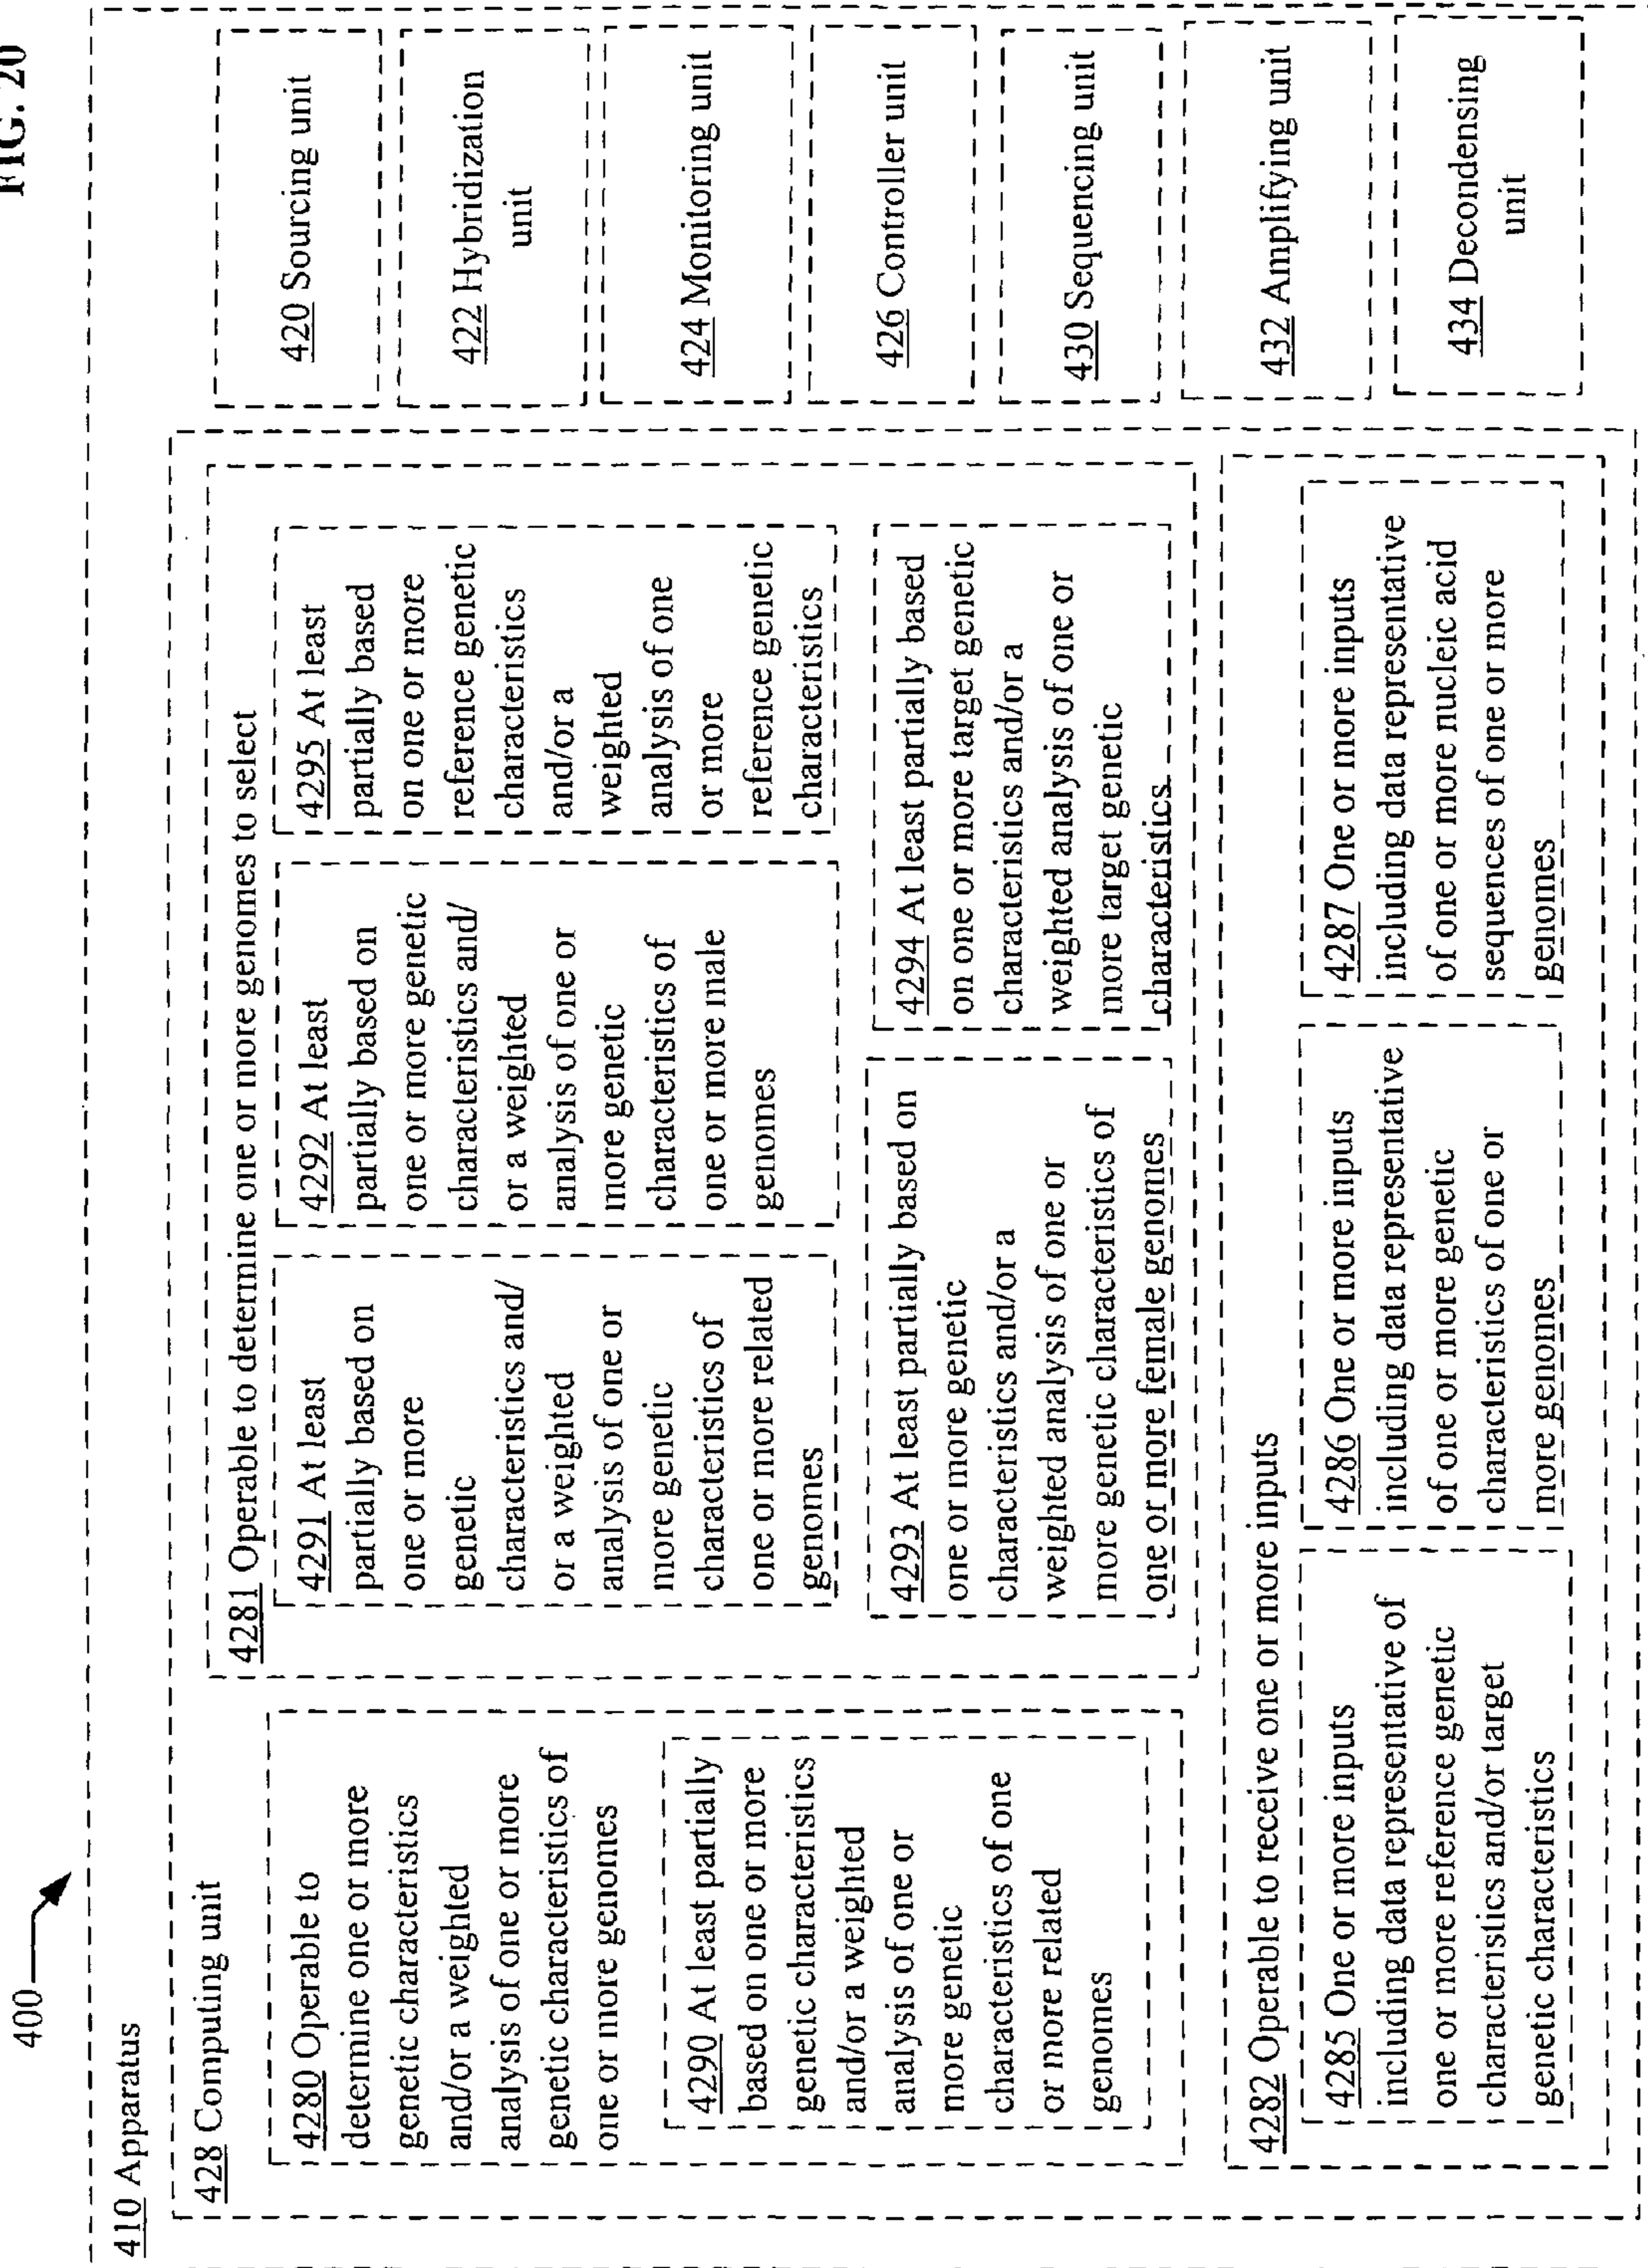 FIG. 20
400
410 Apparatus
428 Computing unit
4280 Operable to
determine one or more
genetic characteristics
and/or a weighted
analysis of one or more
genetic characteristics of
one or more genomes
4290 At least partially
based on one or more
genetic characteristics
and/or a weighted
analysis of one or
more genetic
characteristics of one
or more related
genomes
4281 Operable to determine one or more genomes to select
4291 At least
partially based on
one or more
genetic
characteristics and/
or a weighted
analysis of one or
more genetic
characteristics of
one or more related
genomes
4292 At least
partially based on
one or more genetic
characteristics and/
or a weighted
analysis of one or
more genetic
characteristics of
one or more male
genomes
4295 At least
partially based
on one or more
reference genetic
characteristics
and/or a
weighted
analysis of one
or more
reference genetic
characteristics
4293 At least partially based on
one or more genetic
characteristics and/or a
weighted analysis of one or
more genetic characteristics of
one or more female genomes
4294 At least partially based
on one or more target genetic
characteristics and/or a
weighted analysis of one or
more target genetic
characteristics
4282 Operable to receive one or more inputs
4285 One or more inputs
including data representative of
one or more reference genetic
characteristics and/or target
genetic characteristics
4286 One or more inputs
including data representative
of one or more genetic
characteristics of one or
more genomes
4287 One or more inputs
including data representative
of one or more nucleic acid
sequences of one or more
genomes
420 Sourcing unit
422 Hybridization
unit
424 Monitoring unit
426 Controller unit
430 Sequencing unit
432 Amplifying unit
434 Decondensing
unit